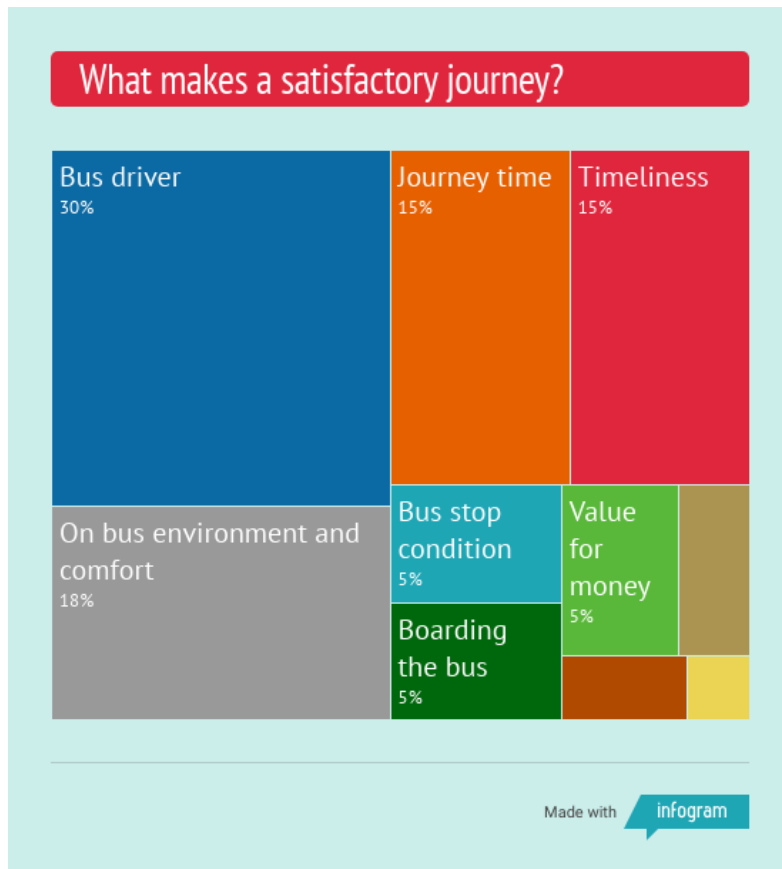 What makes a satisfactory journey?
Bus driver
30%
Journey time
15%
Timeliness
15%
On bus environment and
comfort
18%
Bus stop
condition
5%
Value
for
money
5%
Boarding
the bus
5%
Made with
infogram